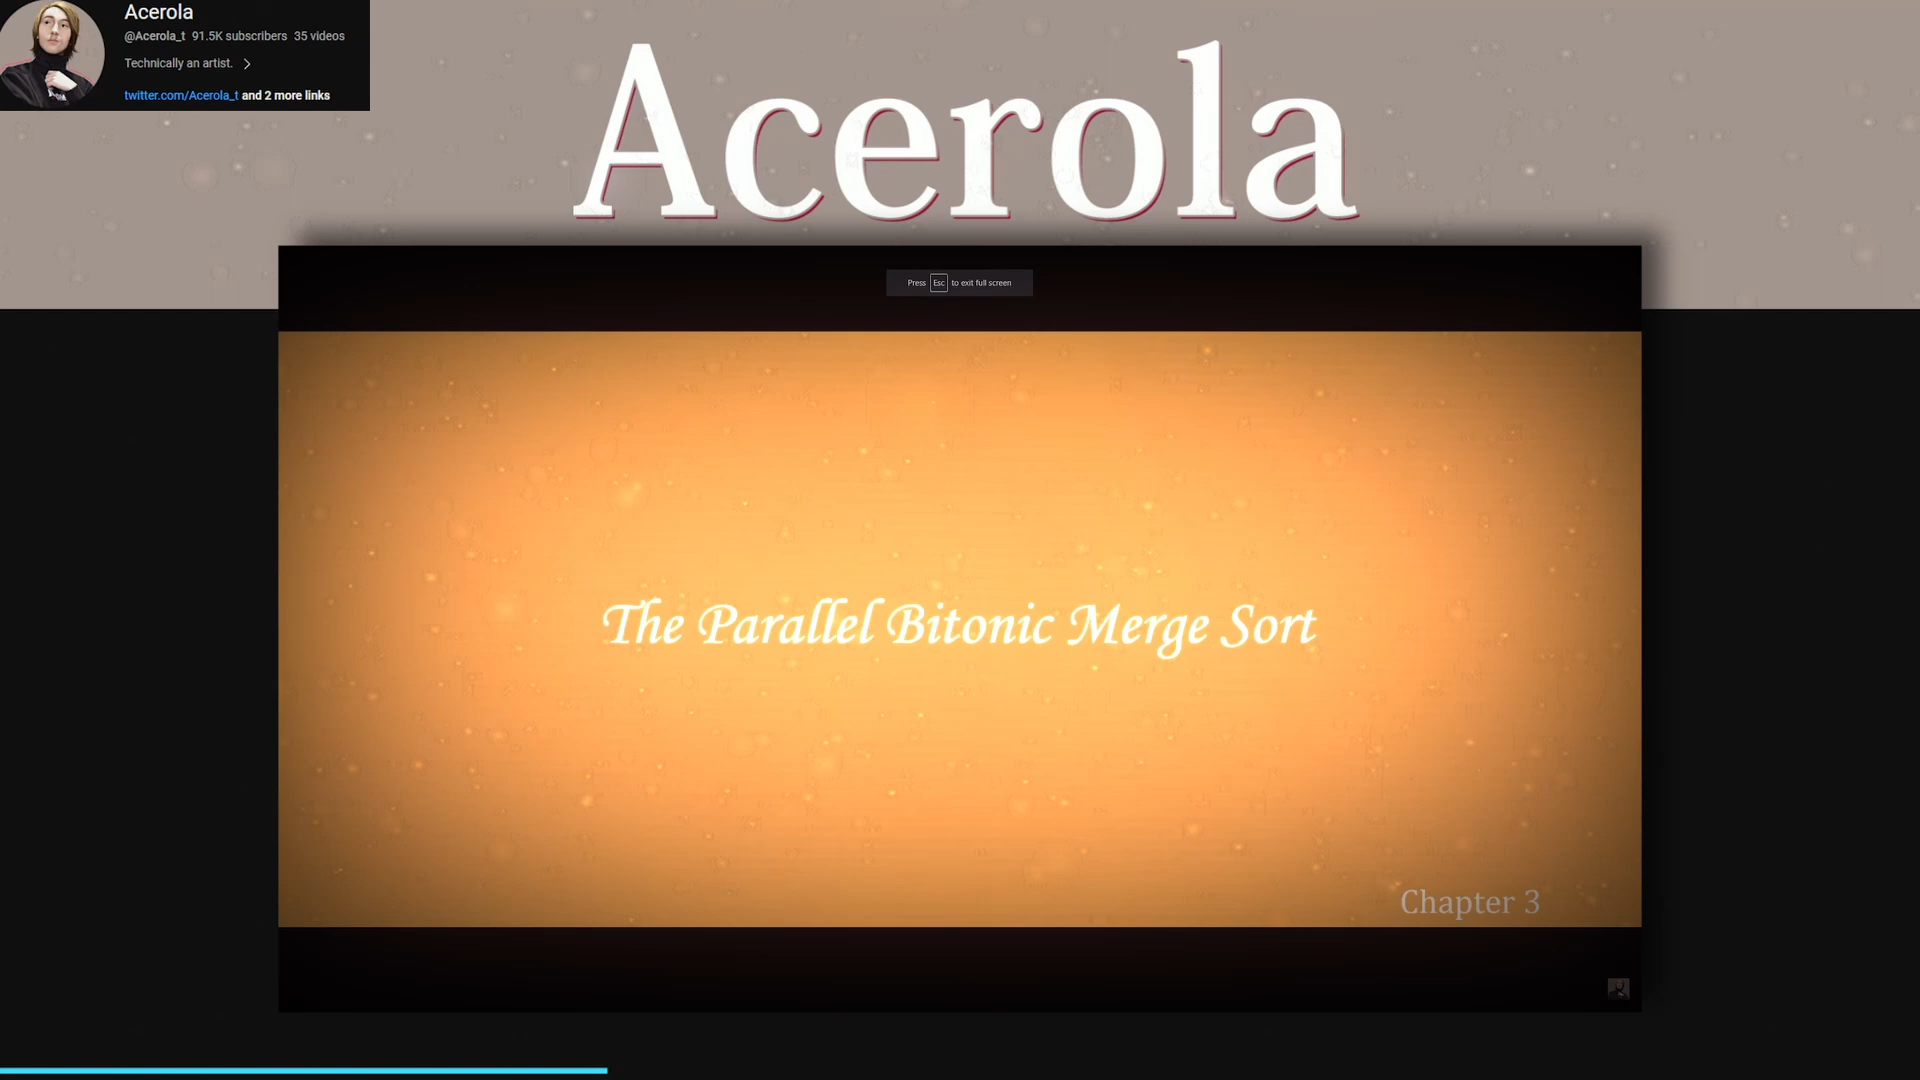 Acerola
@Acerola_t 91.5K subscribers 35 videos
Technically an artist.
twitter.com/Acerola_t and 2 more links
Acerola
Press Esc to exit full screen
The Parallel Bitonic Merge Sort
Chapter 3